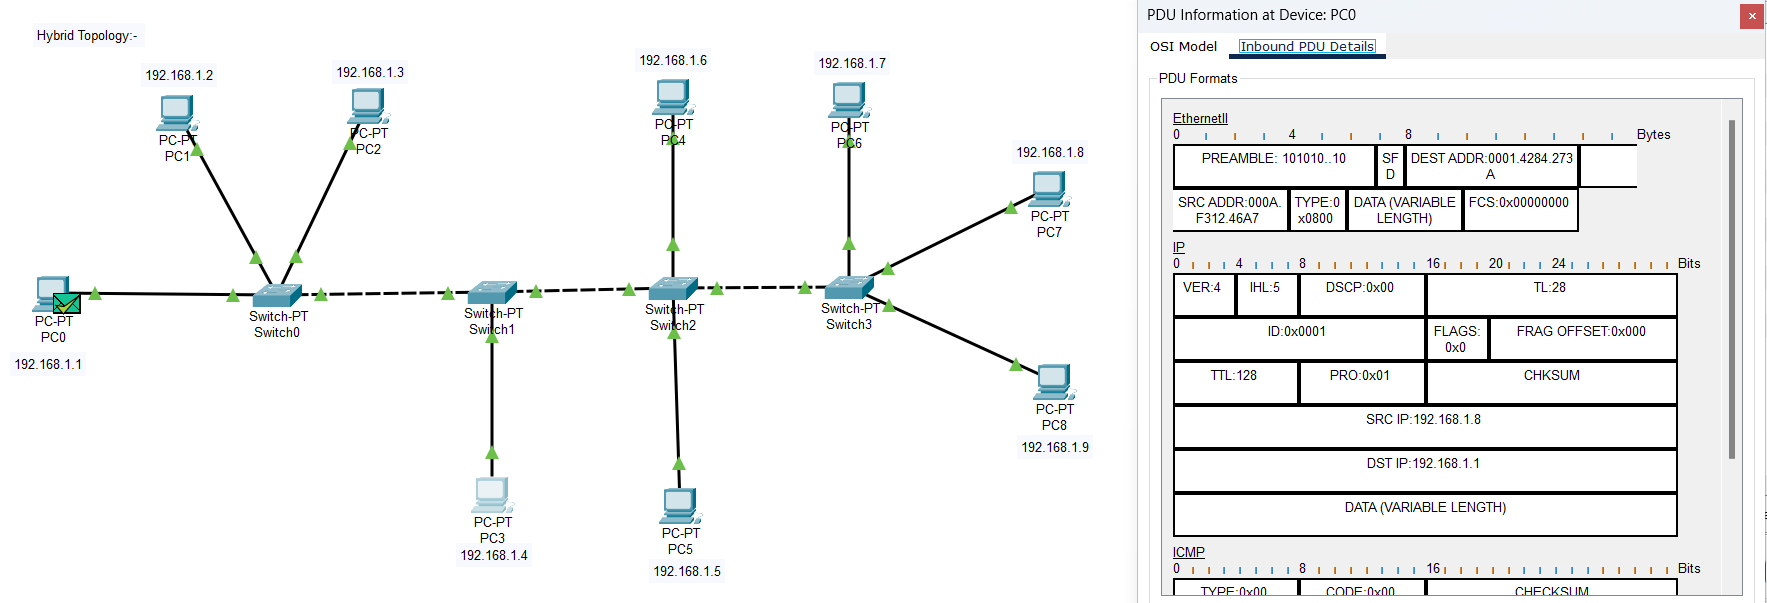 Hybrid Topology:-
192.168.1.2
PC-PT
PC1
192.168.1.3
PC-PT
PC2
192.168.1.6
PC-PT
PC4
192.168.1.7
PC-PT
PC6
192.168.1.8
PC-PT
PC7
PC-PT
PC0
192.168.1.1
Switch-PT
Switch0
Switch-PT
Switch1
Switch-PT
Switch2
Switch-PT
Switch3
PC-PT
PC8
192.168.1.9
PC-PT
PC3
192.168.1.4
PC-PT
PC5
192.168.1.5
PDU Information at Device: PC0
OSI Model Inbound PDU Details
PDU Formats
EthernetII
0 4 8 Bytes
PREAMBLE: 101010..10
SF
D
DEST ADDR:0001.4284.273
A
SRC ADDR:000A.
F312.46A7
TYPE:0
x0800
DATA (VARIABLE
LENGTH)
FCS:0x00000000
IP
0 4 8 16 20 24 Bits
VER:4 IHL:5 DSCP:0x00 TL:28
ID:0x0001
FLAGS:
0x0
FRAG OFFSET:0x000
TTL:128 PRO:0x01 CHKSUM
SRC IP:192.168.1.8
DST IP:192.168.1.1
DATA (VARIABLE LENGTH)
ICMP
0 8 16 Bits
TYPE:0x00 CODE:0x00 CHECKSUM